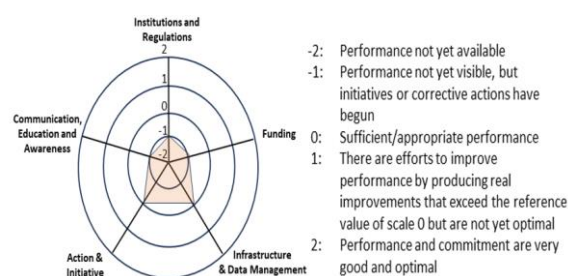 Institutions and
Regulations
2
1
0
-1
-2
Communication,
Education and
Awareness
Funding
Action &
Initiative
Infrastructure
& Data Management
-2: Performance not yet available
-1: Performance not yet visible, but
initiatives or corrective actions have
begun
0: Sufficient/appropriate performance
1: There are efforts to improve
performance by producing real
improvements that exceed the reference
value of scale 0 but are not yet optimal
2: Performance and commitment are very
good and optimal